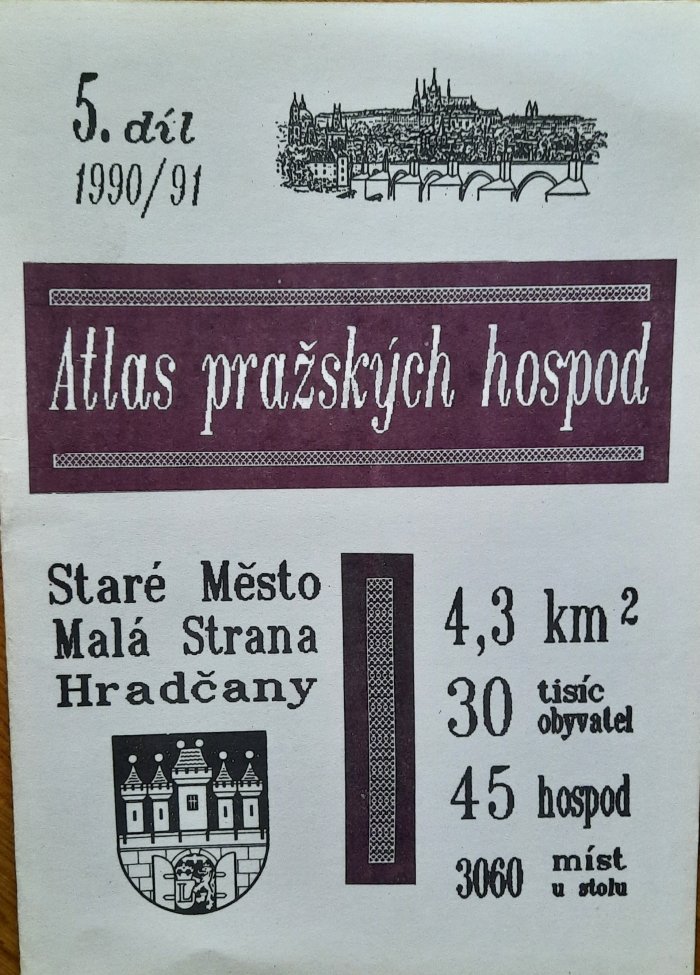 5. díl
1990/91
Atlas pražských hospod
Staré Město
Malá Strana
Hradčany
L
4,3 km²
30 tisíc
obyvatel
45 hospod
3060 míst
u stolu